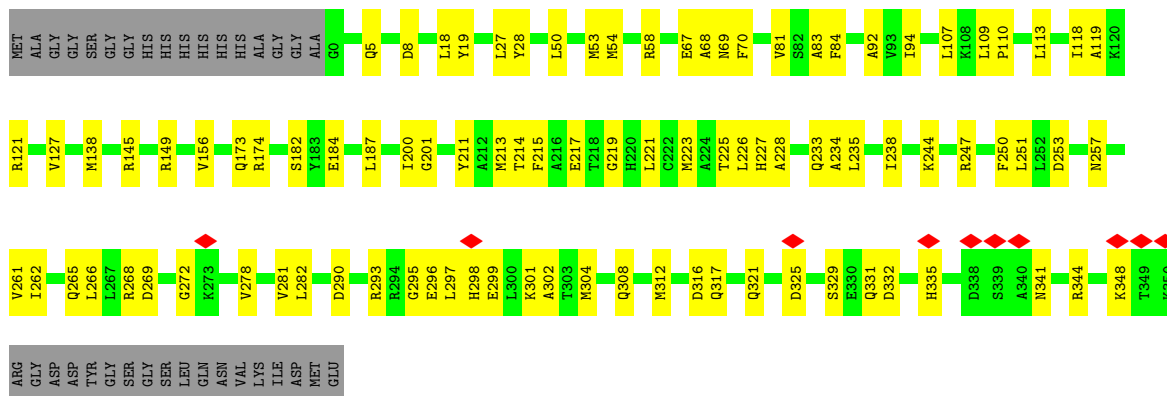 MET ALA GLY GLY SER GLY GLY HIS HIS HIS HIS HIS HIS ALA GLY GLY ALA G0 Q5 D8 L18 Y19 L27 Y28 L50 M53 M54 R58 E67 A68 N69 F70 V81 S82 A83 F84 A92 V93 I94 L107 K108 L109 P110 L113 I118 A119 K120
R121 V127 M138 R145 R149 V156 Q173 R174 S182 Y183 E184 L187 I200 G201 Y211 A212 M213 T214 F215 A216 E217 T218 G219 H220 L221 C222 M223 A224 T225 L226 H227 A228 Q233 A234 L235 I238 K244 R247 F250 L251 L252 D253 N257
V261 I262 Q265 L266 L267 R268 D269 G272 K273 V278 V281 L282 D290 R293 R294 G295 E296 L297 H298 E299 L300 K301 A302 T303 M304 Q308 M312 D316 Q317 Q321 D325 S329 E330 Q331 D332 H335 D338 S339 A340 N341 R344 K348 T349
ARG GLY ASP ASP TYR GLY SER GLY SER LEU GLN ASN VAL LYS ILE ASP MET GLU